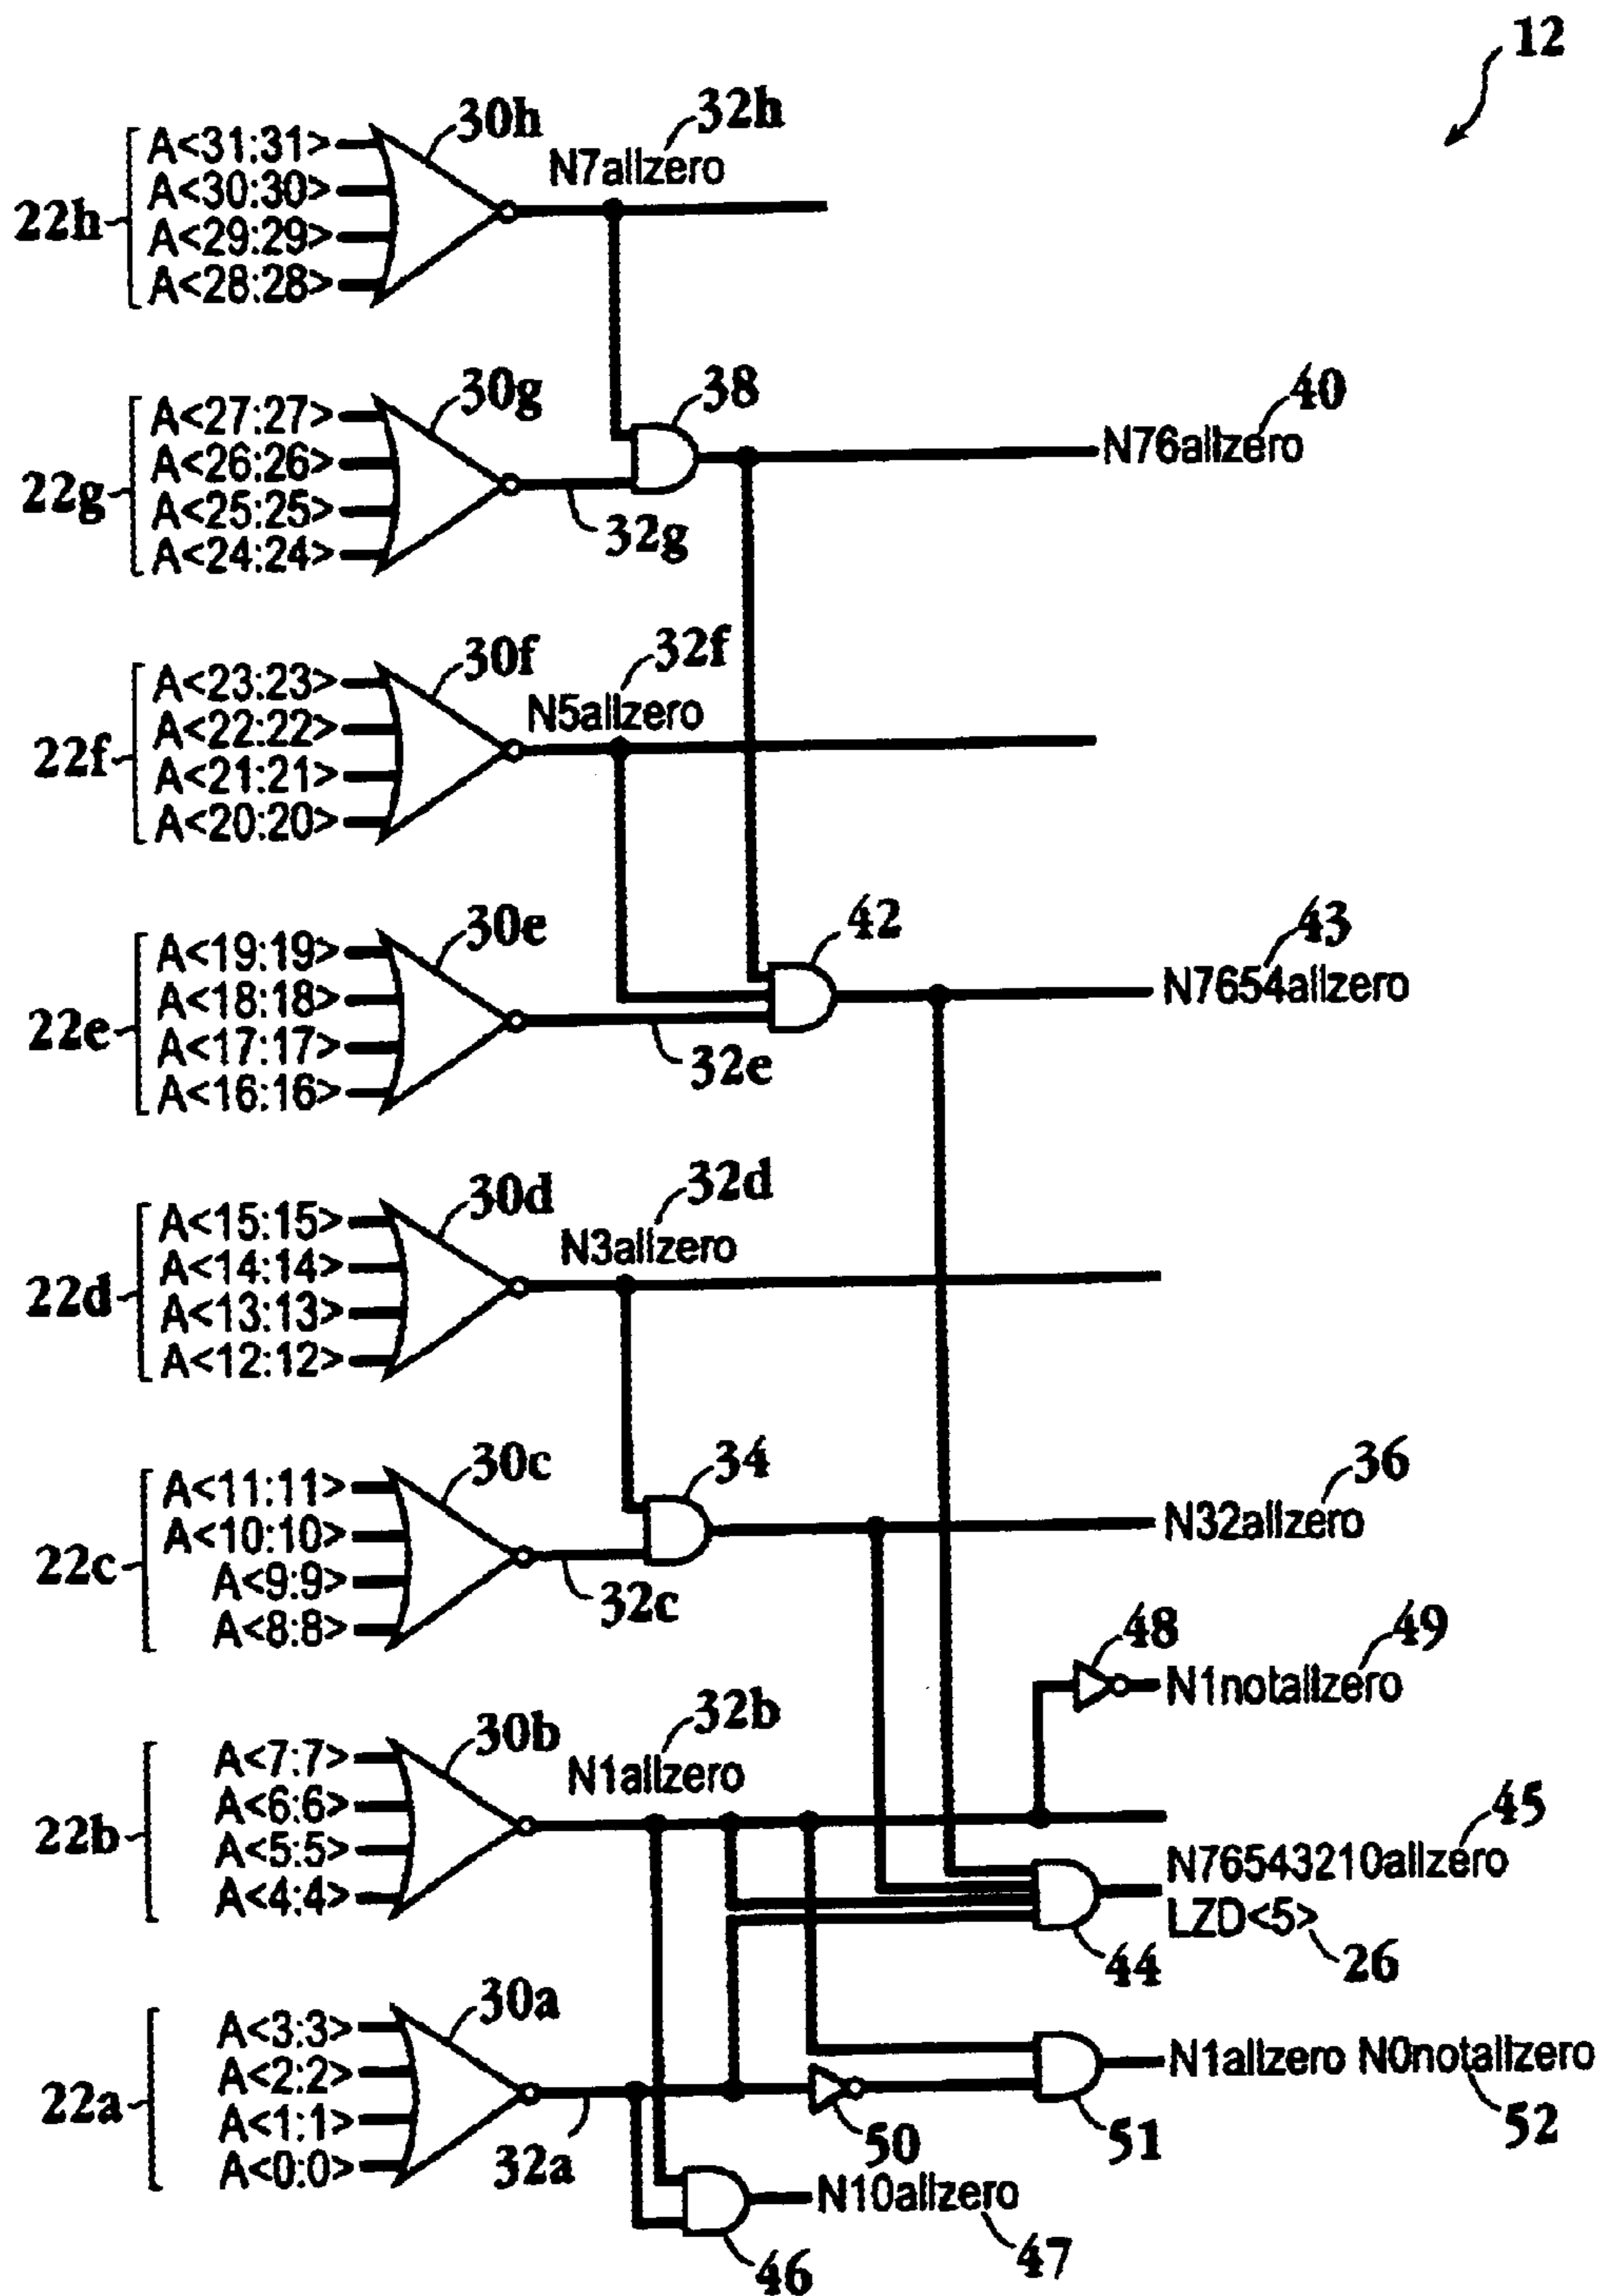 12
30h
32h
A<31:31>
N7allzero
A<30:30>
22h
A<29:29>
A<28:28>
30g
38
40
A<27:27>
N76allzero
A<26:26>
22g
A<25:25>
32g
A<24:24>
30f
32f
A<23:23>
N5allzero
A<22:22>
22f
A<21:21>
A<20:20>
30e
42
43
A<19:19>
N7654allzero
A<18:18>
22e
A<17:17>
32e
A<16:16>
30d
32d
A<15:15>
N3allzero
A<14:14>
22d
A<13:13>
A<12:12>
30c
34
36
A<11:11>
N32allzero
A<10:10>
22c
A<9:9>
32c
A<8:8>
48
49
N1notallzero
30b
32b
A<7:7>
N1allzero
A<6:6>
22b
A<5:5>
45
N76543210allzero
A<4:4>
LZD<5>
44
26
30a
A<3:3>
N1allzero N0notallzero
A<2:2>
22a
A<1:1>
50
51
52
A<0:0>
32a
N10allzero
46
47